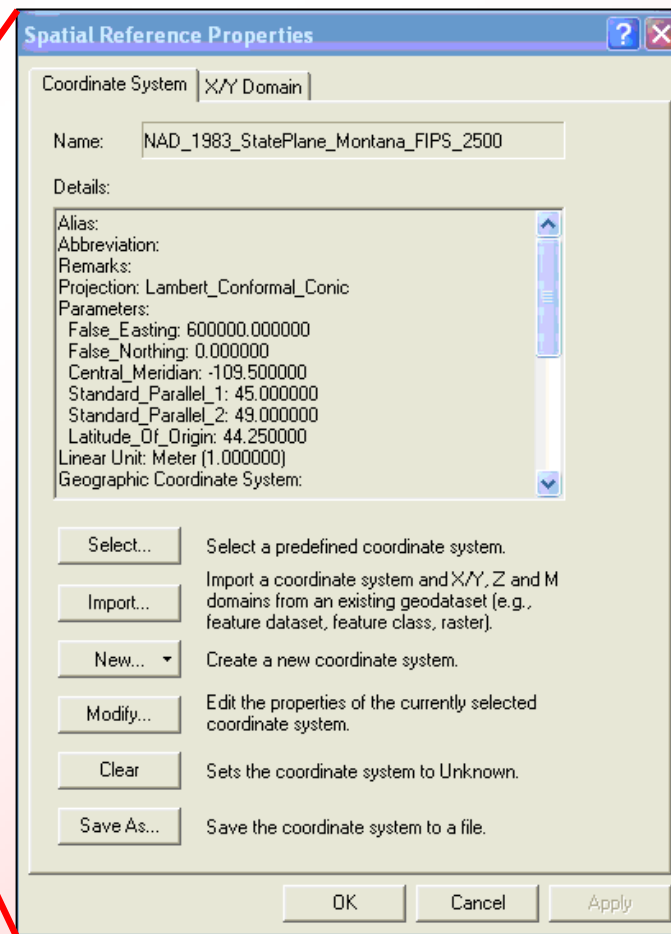 Spatial Reference Properties
?
Coordinate System
X/Y Domain
Name:
NAD_1983_StatePlane_Montana_FIPS_2500
Details:
Alias:
Abbreviation:
Remarks:
Projection: Lambert_Conformal_Conic
Parameters:
False_Easting: 600000.000000
False_Northing: 0.000000
Central_Meridian: -109.500000
Standard_Parallel_1: 45.000000
Standard_Parallel_2: 49.000000
Latitude_Of_Origin: 44.250000
Linear Unit: Meter (1.000000)
Geographic Coordinate System:
Select...
Select a predefined coordinate system.
Import...
Import a coordinate system and X/Y, Z and M
domains from an existing geodataset (e.g.,
feature dataset, feature class, raster).
New...
Create a new coordinate system.
Modify...
Edit the properties of the currently selected
coordinate system.
Clear
Sets the coordinate system to Unknown.
Save As...
Save the coordinate system to a file.
OK
Cancel
Apply